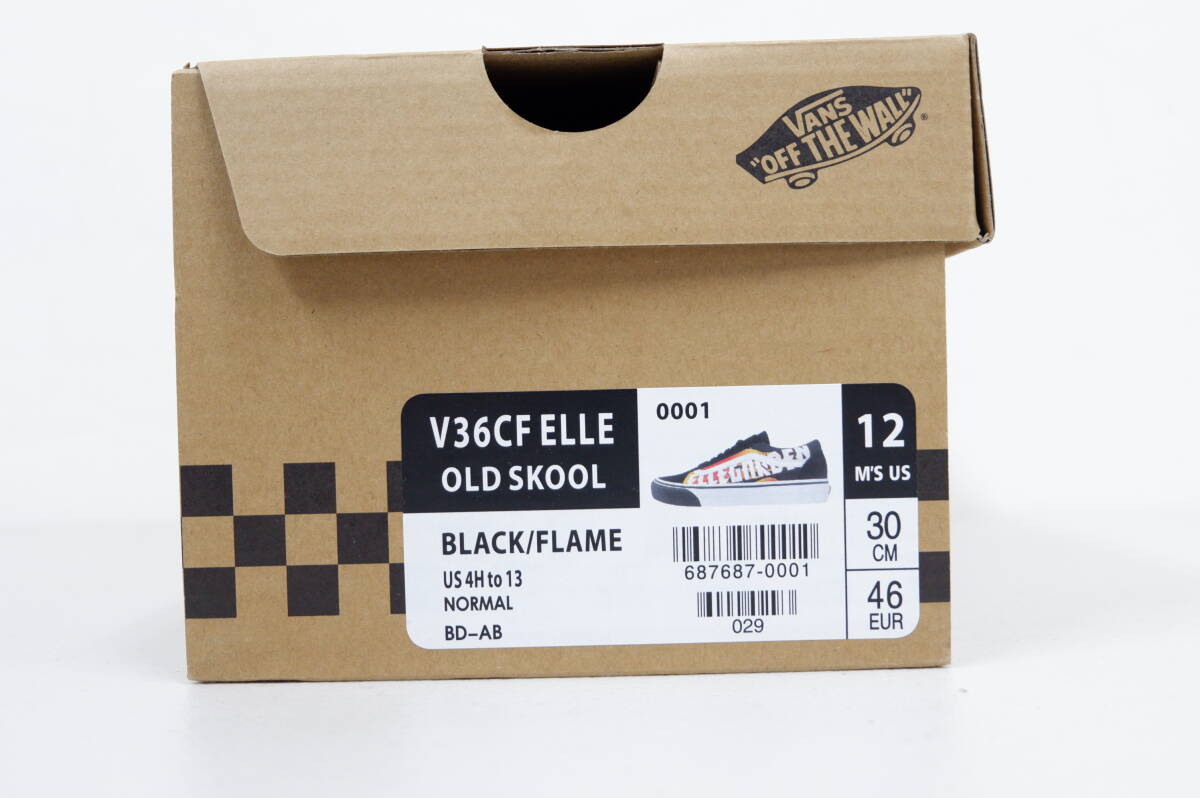 VANS
"OFF THE WALL"
®
V36CF ELLE
OLD SKOOL
0001
ELLEGARDEN
12
M'S US
BLACK/FLAME
US 4H to 13
NORMAL
BD-AB
687687-0001
029
30
CM
46
EUR